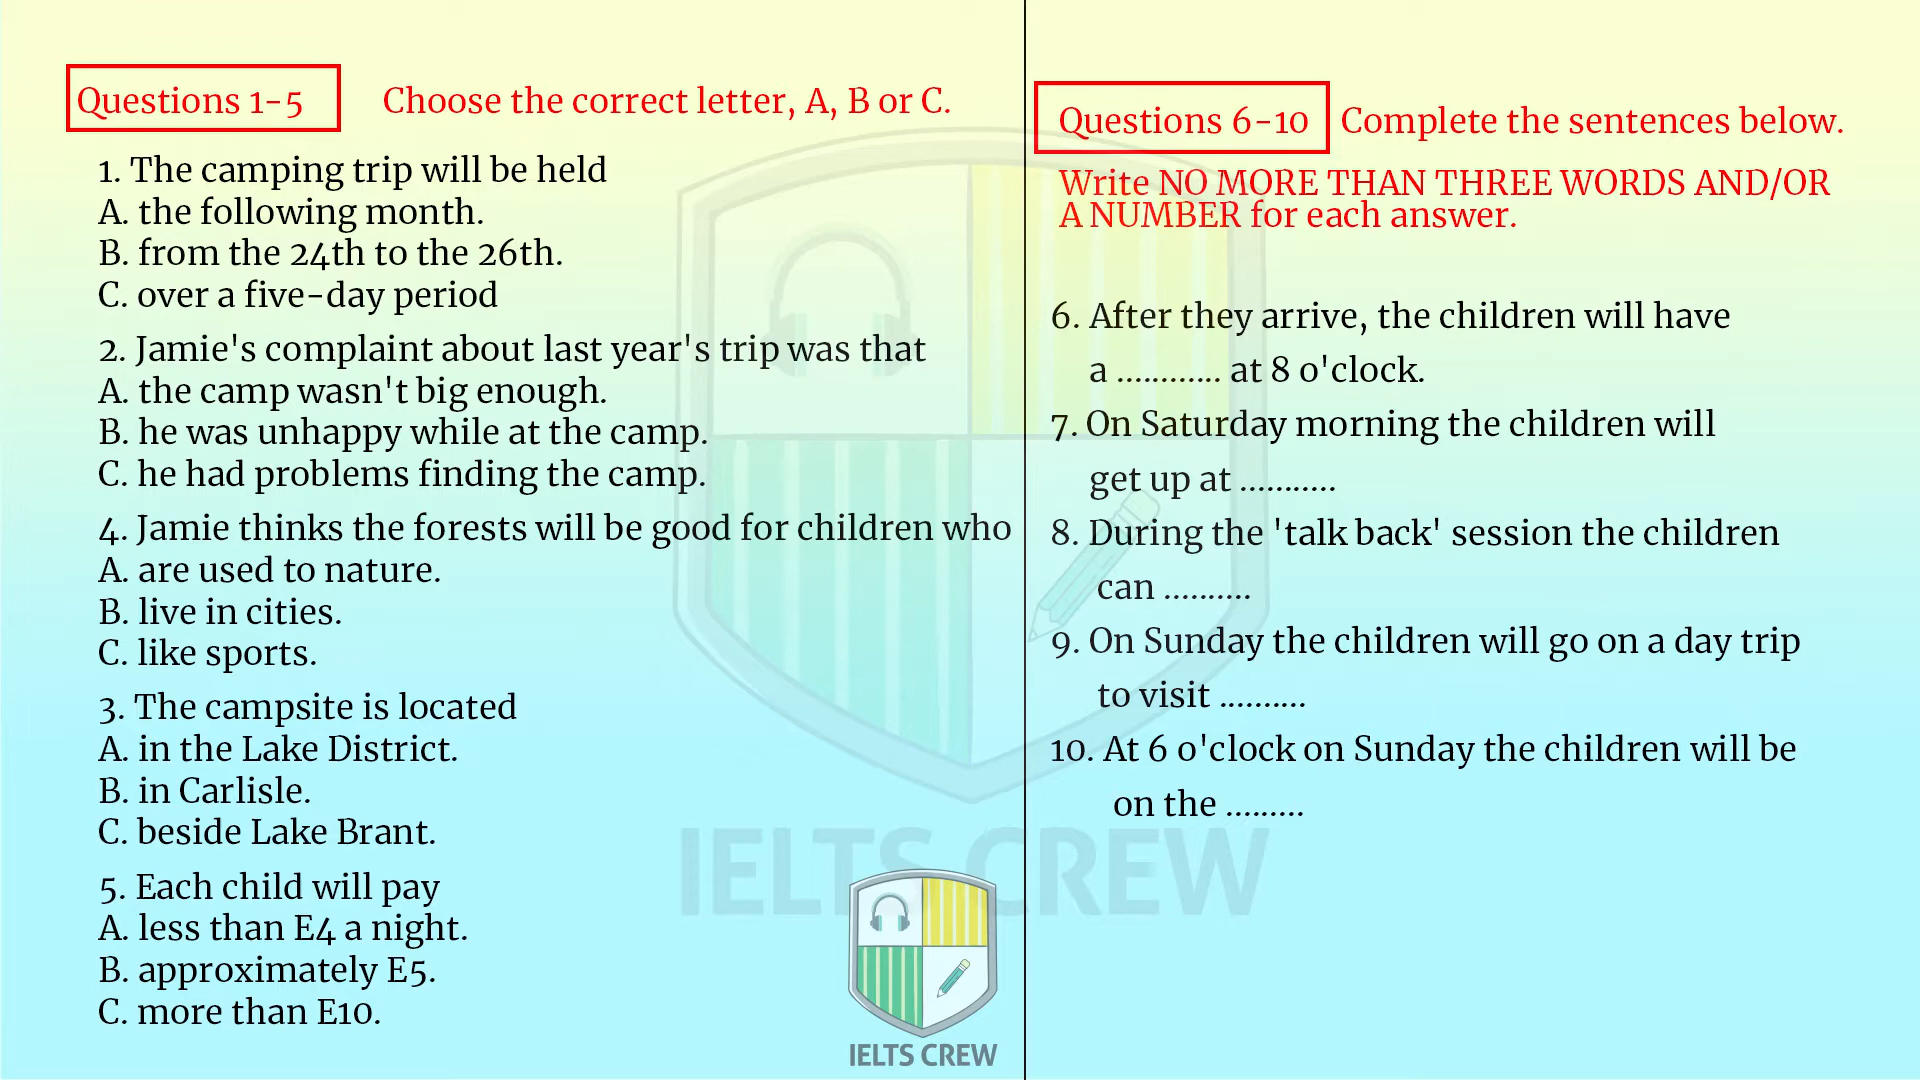 Questions 1-5
Choose the correct letter, A, B or C.
1. The camping trip will be held
A. the following month.
B. from the 24th to the 26th.
C. over a five-day period
2. Jamie's complaint about last year's trip was that
A. the camp wasn't big enough.
B. he was unhappy while at the camp.
C. he had problems finding the camp.
4. Jamie thinks the forests will be good for children who
A. are used to nature.
B. live in cities.
C. like sports.
3. The campsite is located
A. in the Lake District.
B. in Carlisle.
C. beside Lake Brant.
5. Each child will pay
A. less than E4 a night.
B. approximately E5.
C. more than E10.
Questions 6-10
Complete the sentences below.
Write NO MORE THAN THREE WORDS AND/OR
A NUMBER for each answer.
6. After they arrive, the children will have
a ............ at 8 o'clock.
7. On Saturday morning the children will
get up at ...........
8. During the 'talk back' session the children
can ..........
9. On Sunday the children will go on a day trip
to visit ..........
10. At 6 o'clock on Sunday the children will be
on the .........
IELTS CREW
IELTS CREW